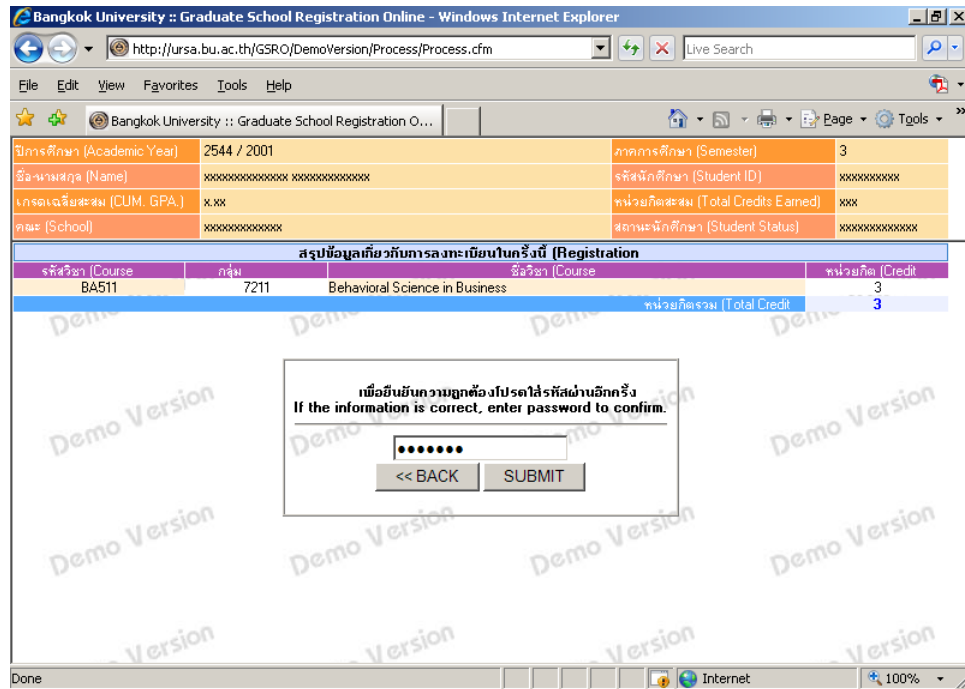 Bangkok University :: Graduate School Registration Online - Windows Internet Explorer
http://ursa.bu.ac.th/GSRO/DemoVersion/Process/Process.cfm
Live Search
File Edit View Favorites Tools Help
Bangkok University :: Graduate School Registration O...
Page Tools
ปีการศึกษา (Academic Year) 2544 / 2001 ภาคการศึกษา (Semester) 3
ชื่อ-นามสกุล (Name) xxxxxxxxxxxxx xxxxxxxxxxxxx รหัสนักศึกษา (Student ID) xxxxxxxxxx
เกรดเฉลี่ยสะสม (CUM. GPA.) x.xx หน่วยกิตสะสม (Total Credits Earned) xxx
คณะ (School) xxxxxxxxxxxxx สถานะนักศึกษา (Student Status) xxxxxxxxxxxxx
สรุปข้อมูลเกี่ยวกับการลงทะเบียนในครั้งนี้ (Registration
รหัสวิชา (Course กลุ่ม ชื่อวิชา (Course หน่วยกิต (Credit
BA511 7211 Behavioral Science in Business 3
หน่วยกิตรวม (Total Credit 3
เพื่อยืนยันความถูกต้องโปรดใส่รหัสผ่านอีกครั้ง
If the information is correct, enter password to confirm.
<< BACK SUBMIT
Demo Version Demo Version Demo Version
Demo Version Demo Version Demo Version Demo Version
Version Version Version Version
Done Internet 100%